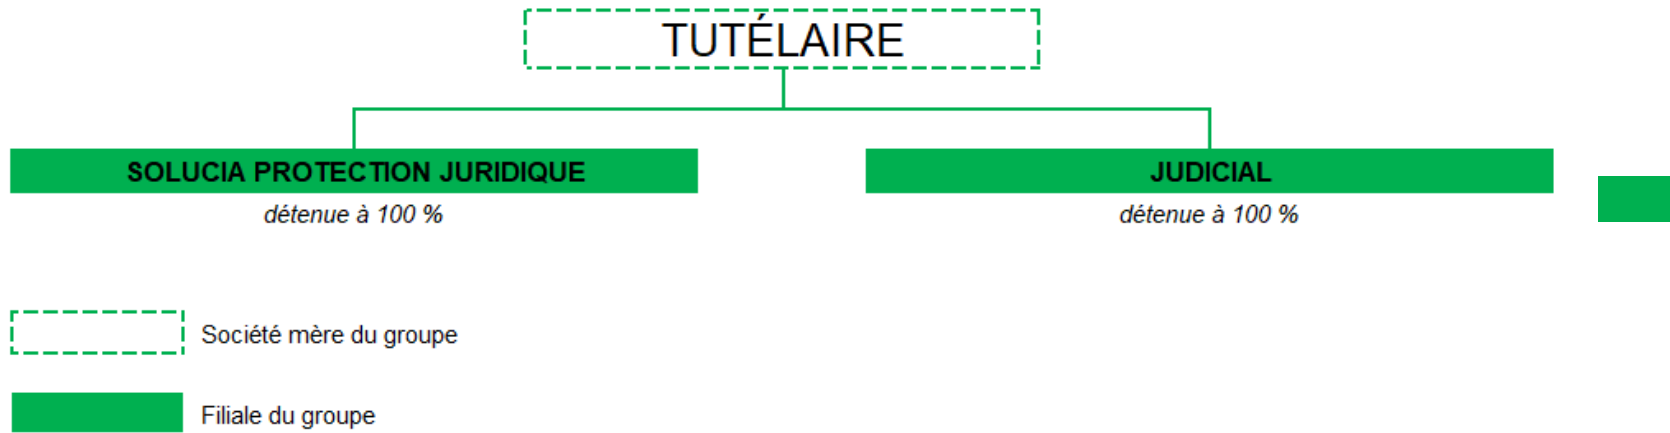 TUTÉLAIRE
SOLUCIA PROTECTION JURIDIQUE
JUDICIAL
détenue à 100 %
détenue à 100 %
Société mère du groupe
Filiale du groupe